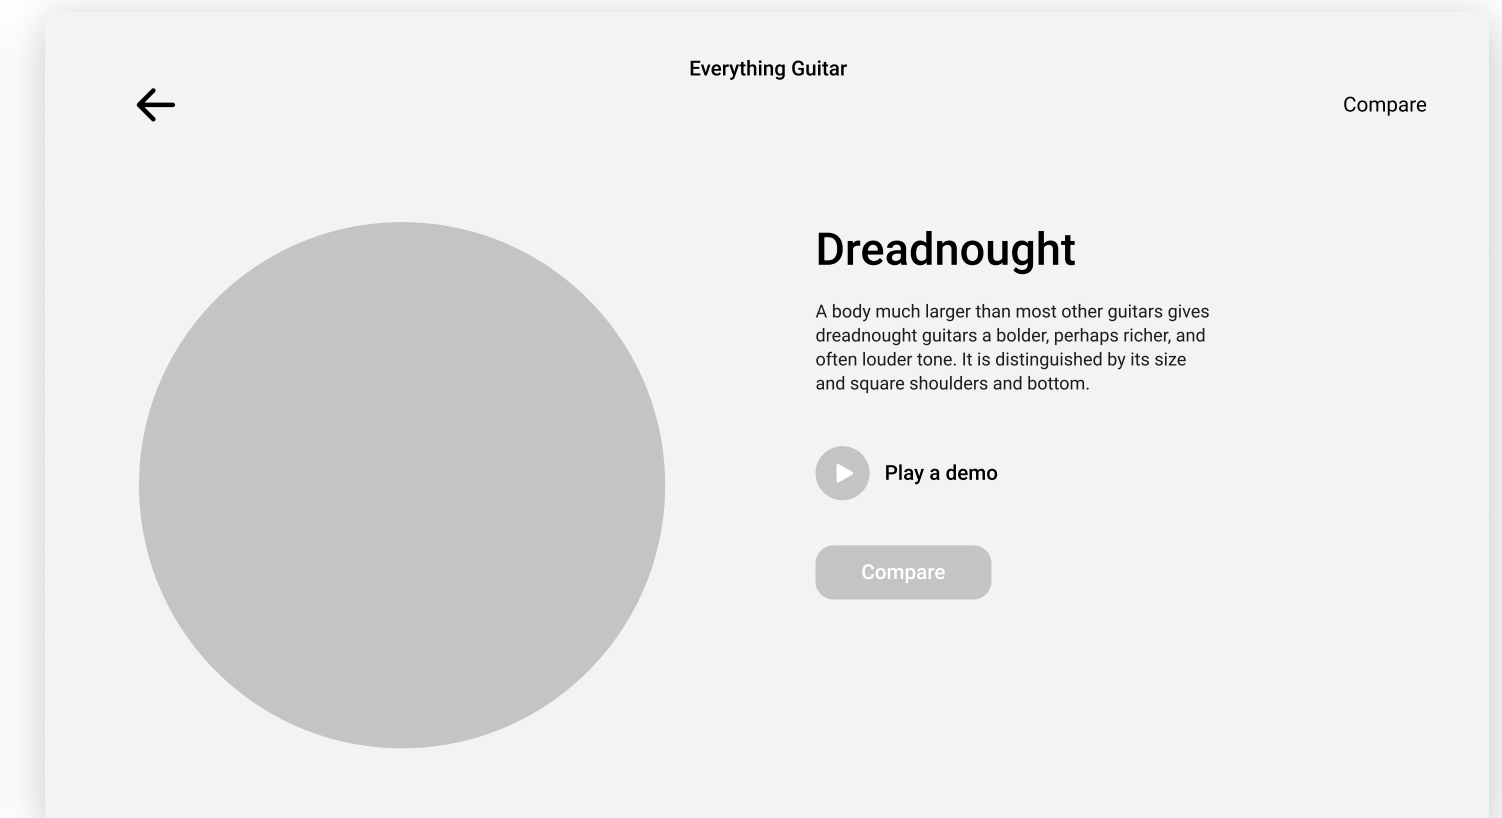 Everything Guitar
Compare
Dreadnought
A body much larger than most other guitars gives
dreadnought guitars a bolder, perhaps richer, and
often louder tone. It is distinguished by its size
and square shoulders and bottom.
Play a demo
Compare